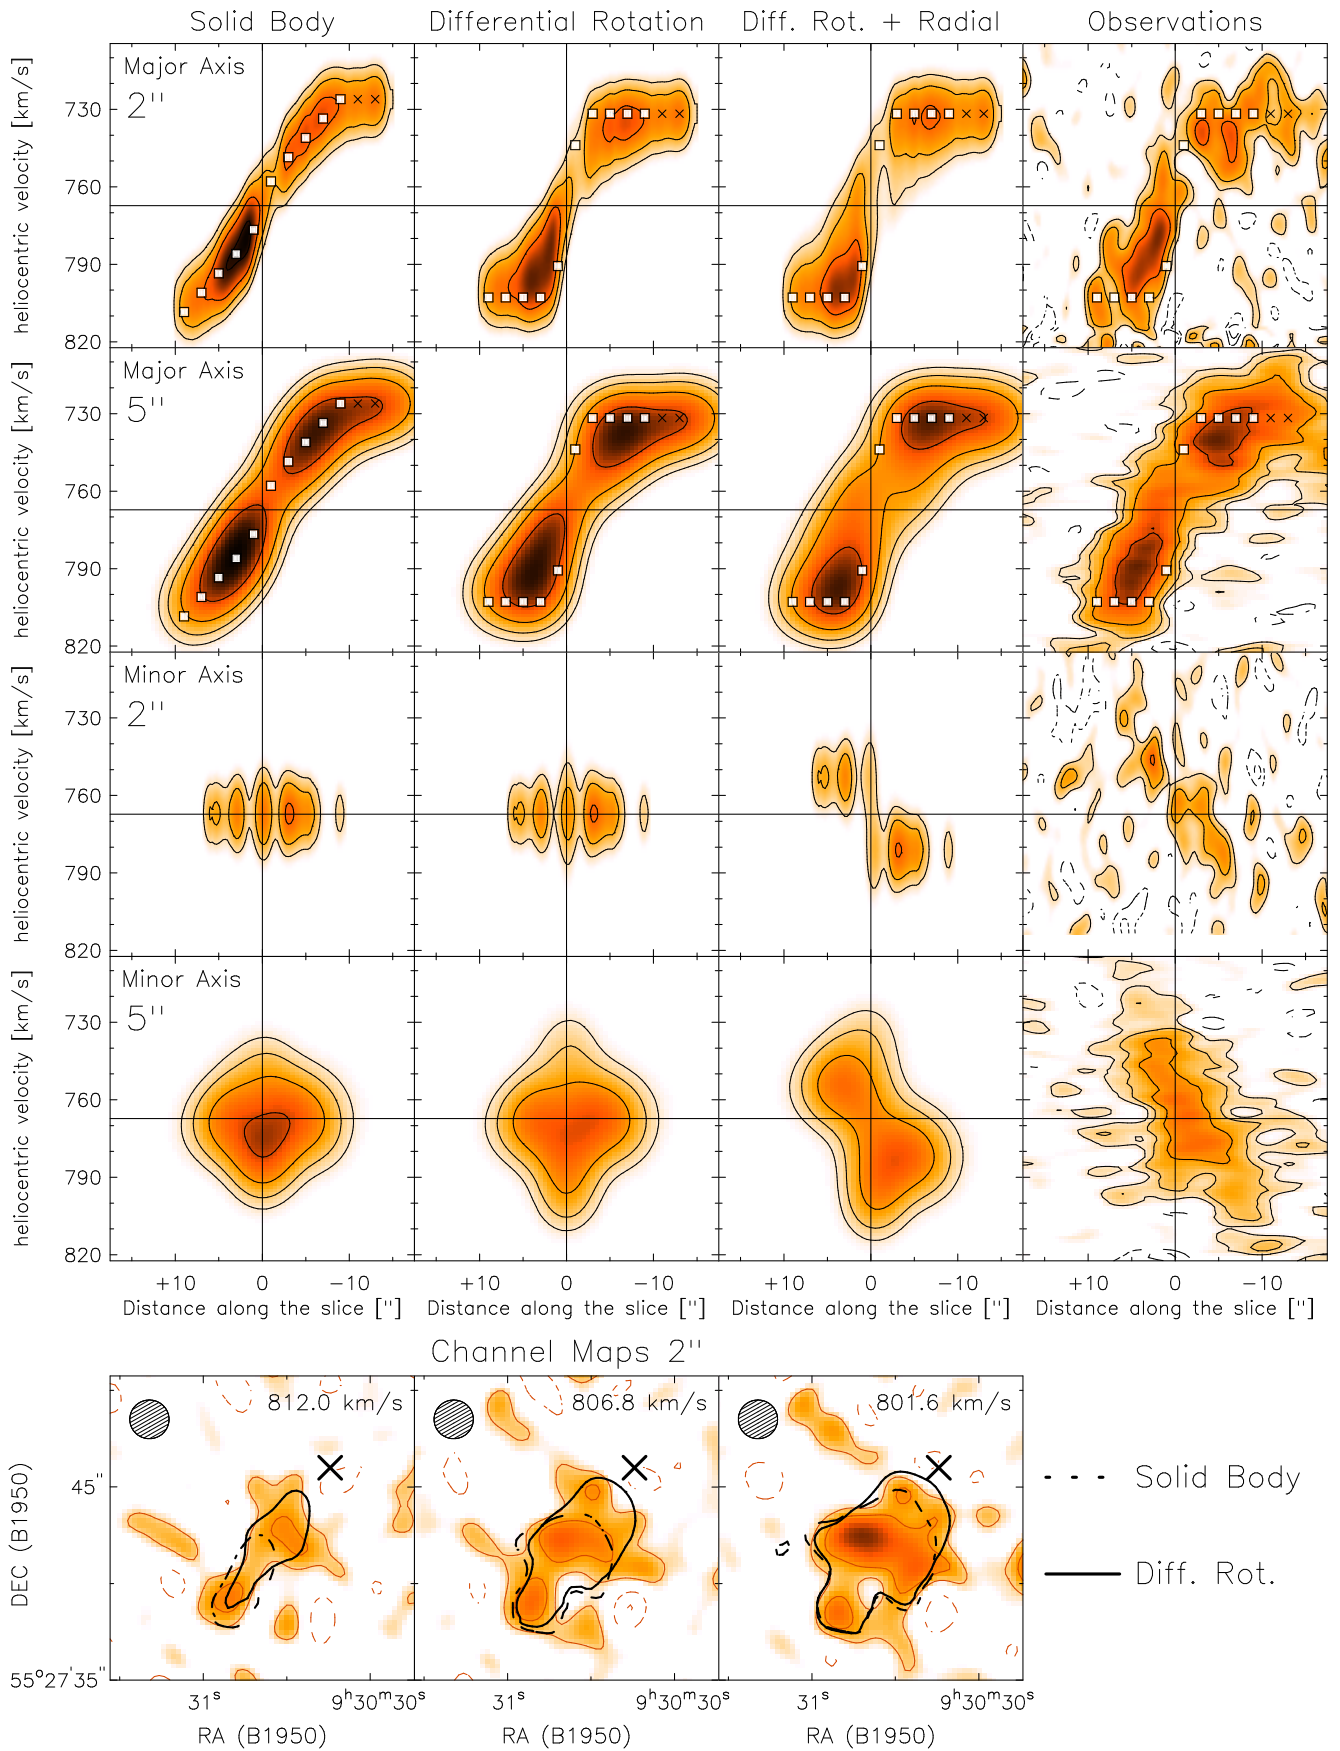 Solid Body Differential Rotation Diff. Rot. + Radial Observations
Major Axis
2"
heliocentric velocity [km/s]
730
760
790
820
Major Axis
5"
heliocentric velocity [km/s]
730
760
790
820
Minor Axis
2"
heliocentric velocity [km/s]
730
760
790
820
Minor Axis
5"
heliocentric velocity [km/s]
730
760
790
820
+10 0 -10 +10 0 -10 +10 0 -10 +10 0 -10
Distance along the slice ["] Distance along the slice ["] Distance along the slice ["] Distance along the slice ["]
Channel Maps 2"
812.0 km/s 806.8 km/s 801.6 km/s
45"
DEC (B1950)
55°27'35"
Solid Body
Diff. Rot.
31s 9h30m30s 31s 9h30m30s 31s 9h30m30s
RA (B1950) RA (B1950) RA (B1950)